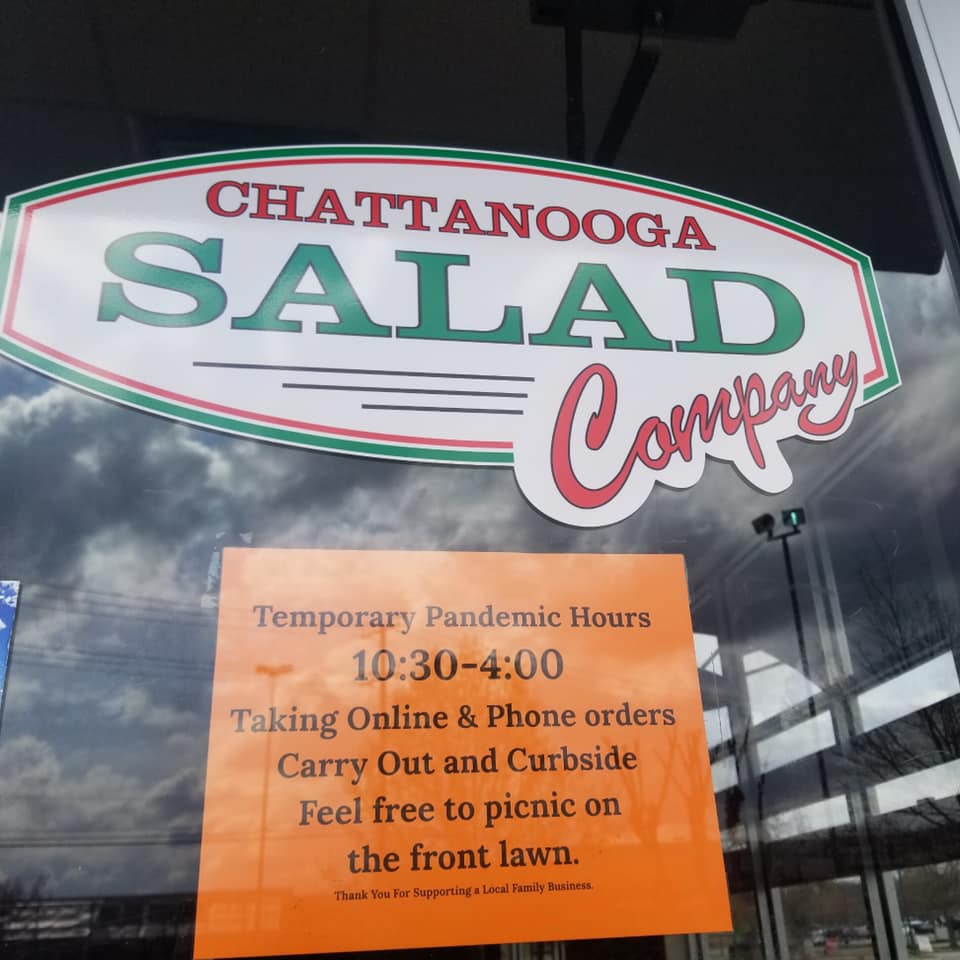 CHATTANOOGA
SALAD
Company
Temporary Pandemic Hours
10:30-4:00
Taking Online & Phone orders
Carry Out and Curbside
Feel free to picnic on
the front lawn.
Thank You For Supporting a Local Family Business.